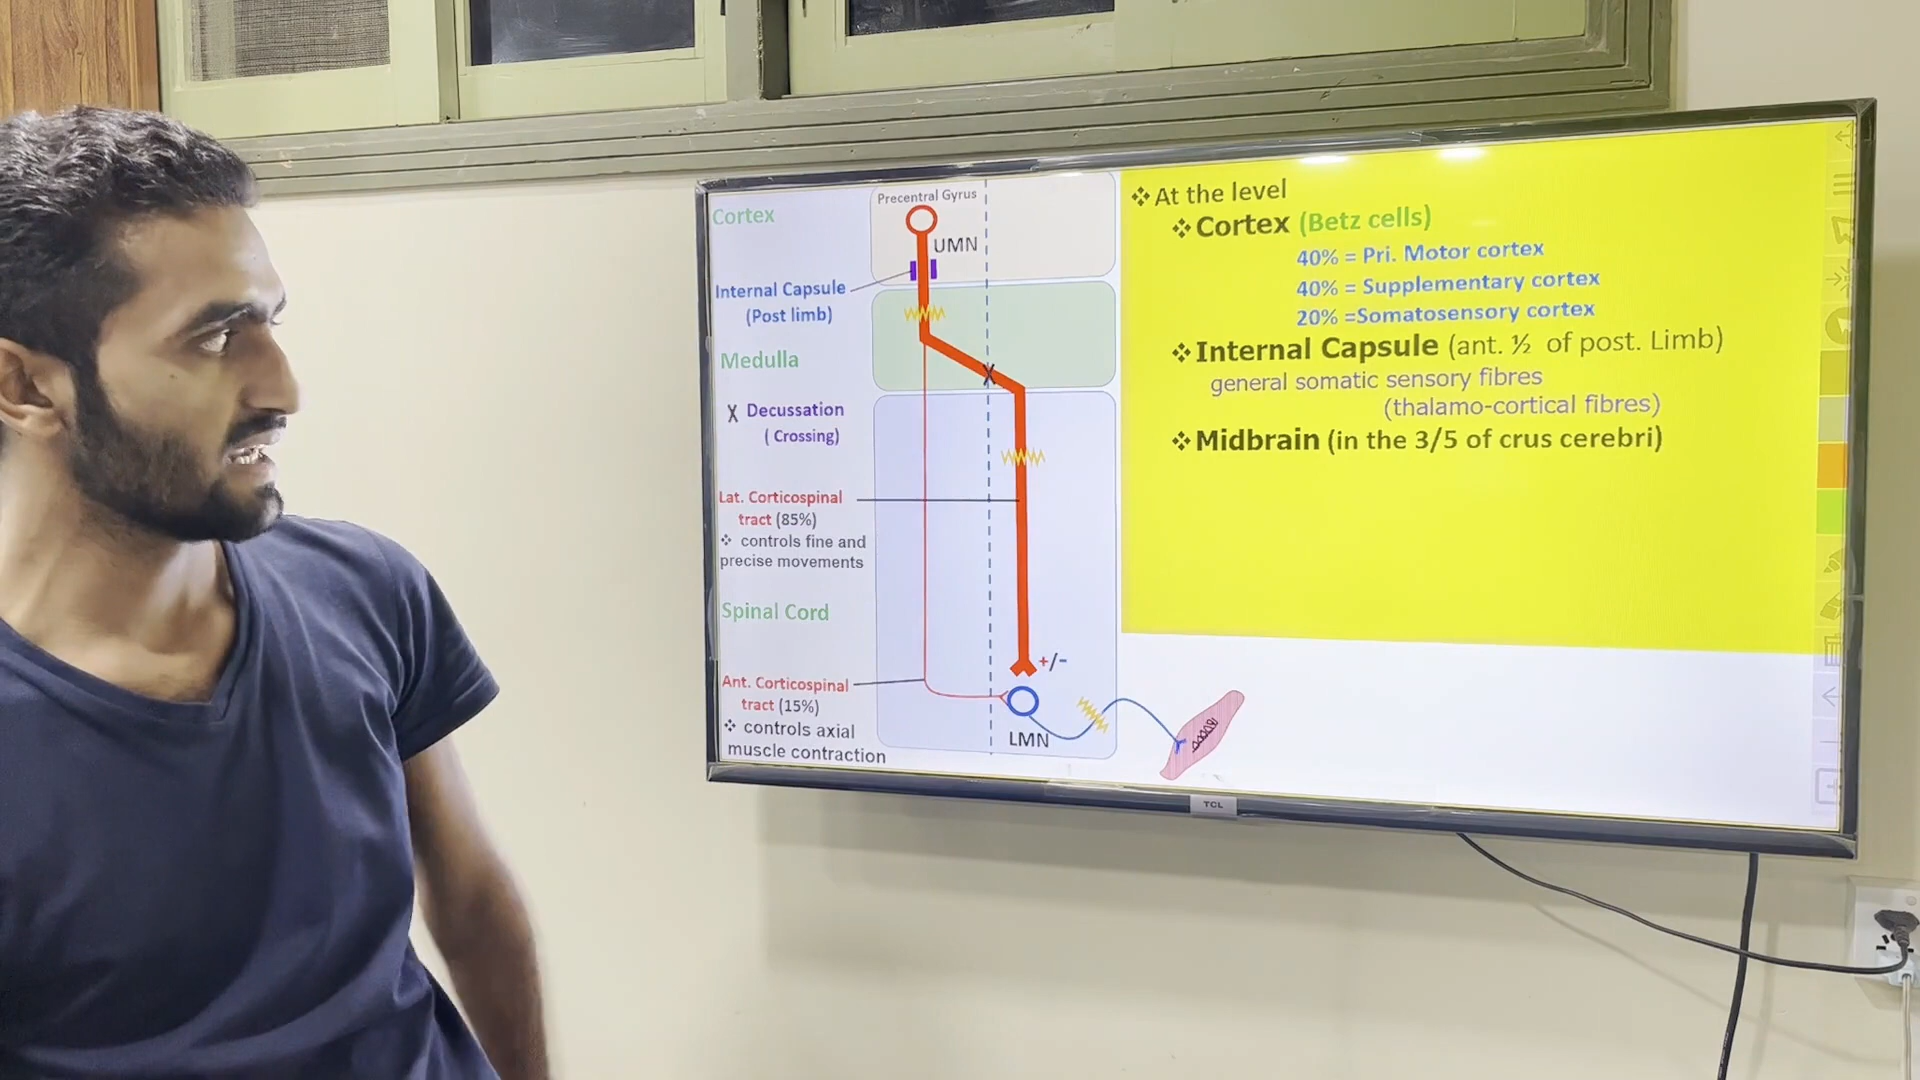 Precentral Gyrus
Cortex
UMN
Internal Capsule
(Post limb)
Medulla
X Decussation
( Crossing)
Lat. Corticospinal
tract (85%)
❖ controls fine and
precise movements
Spinal Cord
+/-
Ant. Corticospinal
tract (15%)
❖ controls axial
muscle contraction
LMN
❖ At the level
❖ Cortex (Betz cells)
40% = Pri. Motor cortex
40% = Supplementary cortex
20% =Somatosensory cortex
❖ Internal Capsule (ant. ½ of post. Limb)
general somatic sensory fibres
(thalamo-cortical fibres)
❖ Midbrain (in the 3/5 of crus cerebri)
TCL